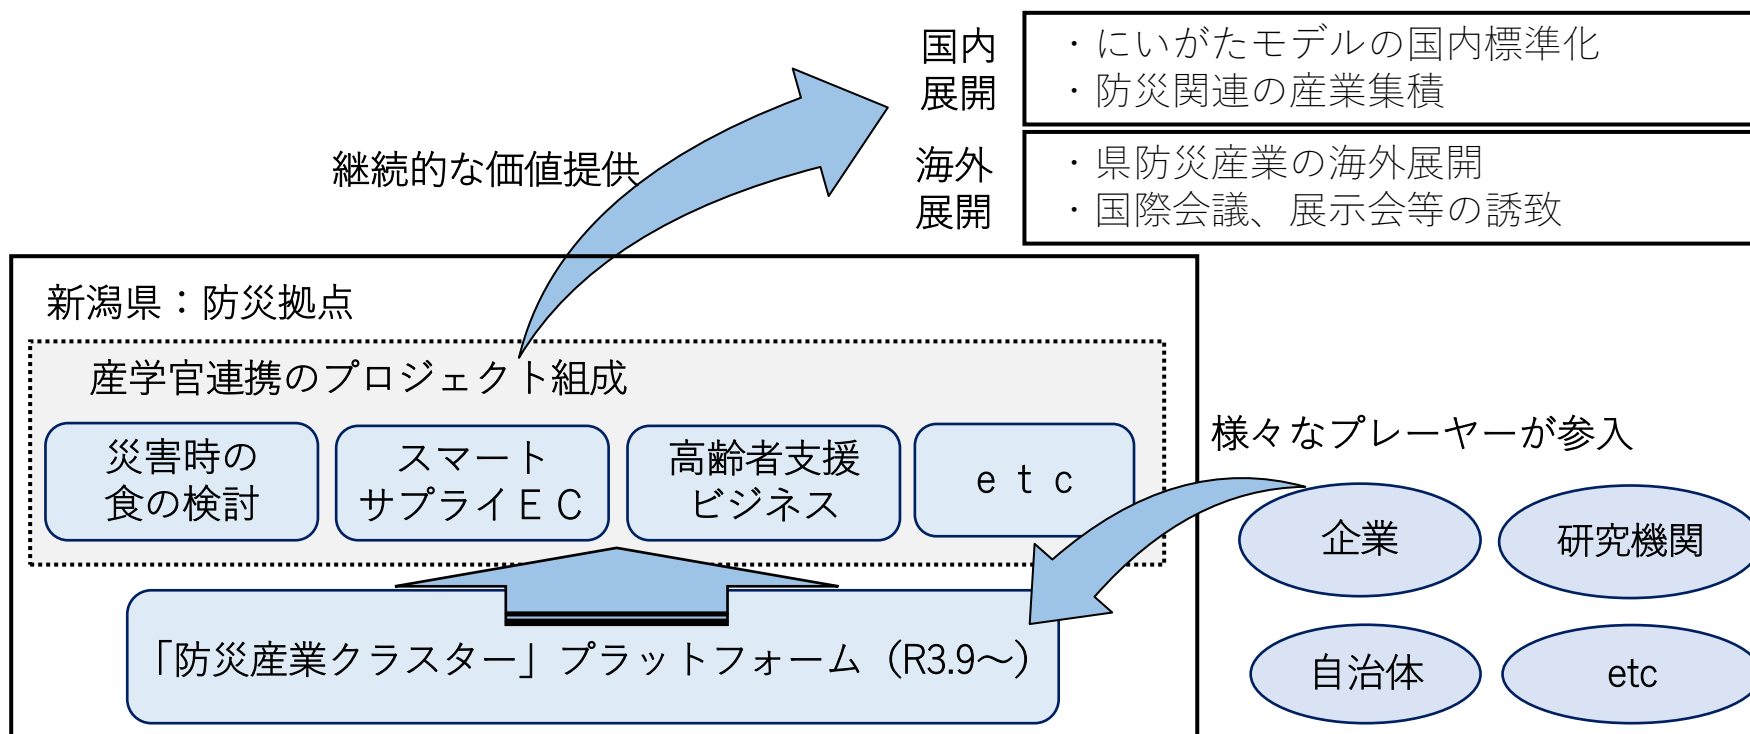 国内
展開
・にいがたモデルの国内標準化
・防災関連の産業集積
海外
展開
・県防災産業の海外展開
・国際会議、展示会等の誘致
継続的な価値提供
新潟県：防災拠点
産学官連携のプロジェクト組成
災害時の
食の検討
スマート
サプライＥＣ
高齢者支援
ビジネス
ｅｔｃ
様々なプレーヤーが参入
企業
研究機関
自治体
etc
「防災産業クラスター」プラットフォーム（R3.9～）